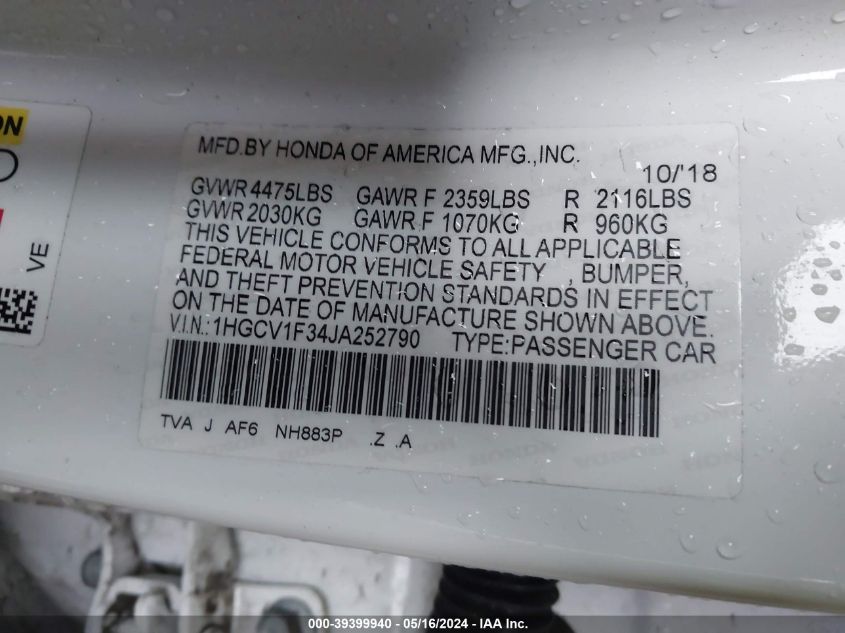 ON
VE
MFD.BY HONDA OF AMERICA MFG.,INC.
10/'18
GVWR 4475LBS GAWR F 2359LBS R 2116LBS
GVWR 2030KG GAWR F 1070KG R 960KG
THIS VEHICLE CONFORMS TO ALL APPLICABLE
FEDERAL MOTOR VEHICLE SAFETY , BUMPER,
AND THEFT PREVENTION STANDARDS IN EFFECT
ON THE DATE OF MANUFACTURE SHOWN ABOVE.
V.I.N.:1HGCV1F34JA252790 TYPE:PASSENGER CAR
TVA J AF6 NH883P .Z .A
000-39399940 - 05/16/2024 - IAA Inc.